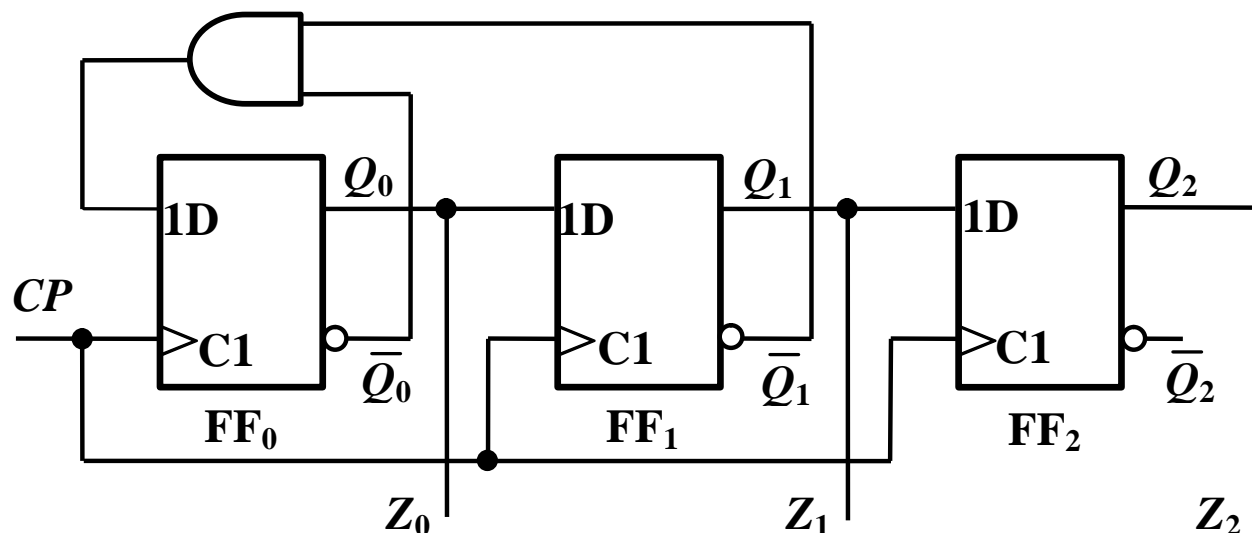 Q₀
Q₁
Q₂
1D
1D
1D
CP
C1
C1
C1
Q̅₀
Q̅₁
Q̅₂
FF₀
FF₁
FF₂
Z₀
Z₁
Z₂